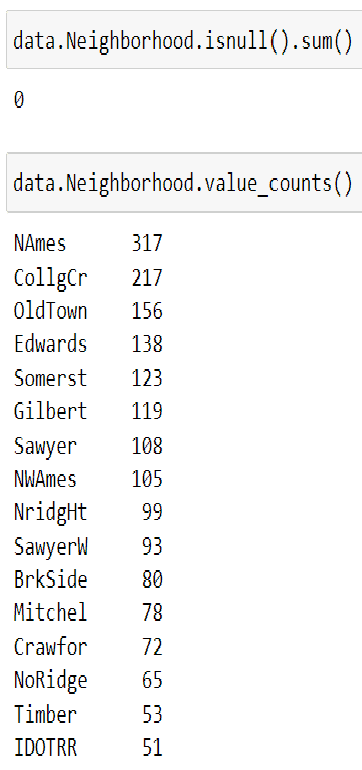 data.Neighborhood.isnull().sum()
0
data.Neighborhood.value_counts()
NAmes 317
CollgCr 217
OldTown 156
Edwards 138
Somerst 123
Gilbert 119
Sawyer 108
NWAmes 105
NridgHt 99
SawyerW 93
BrkSide 80
Mitchel 78
Crawfor 72
NoRidge 65
Timber 53
IDOTRR 51